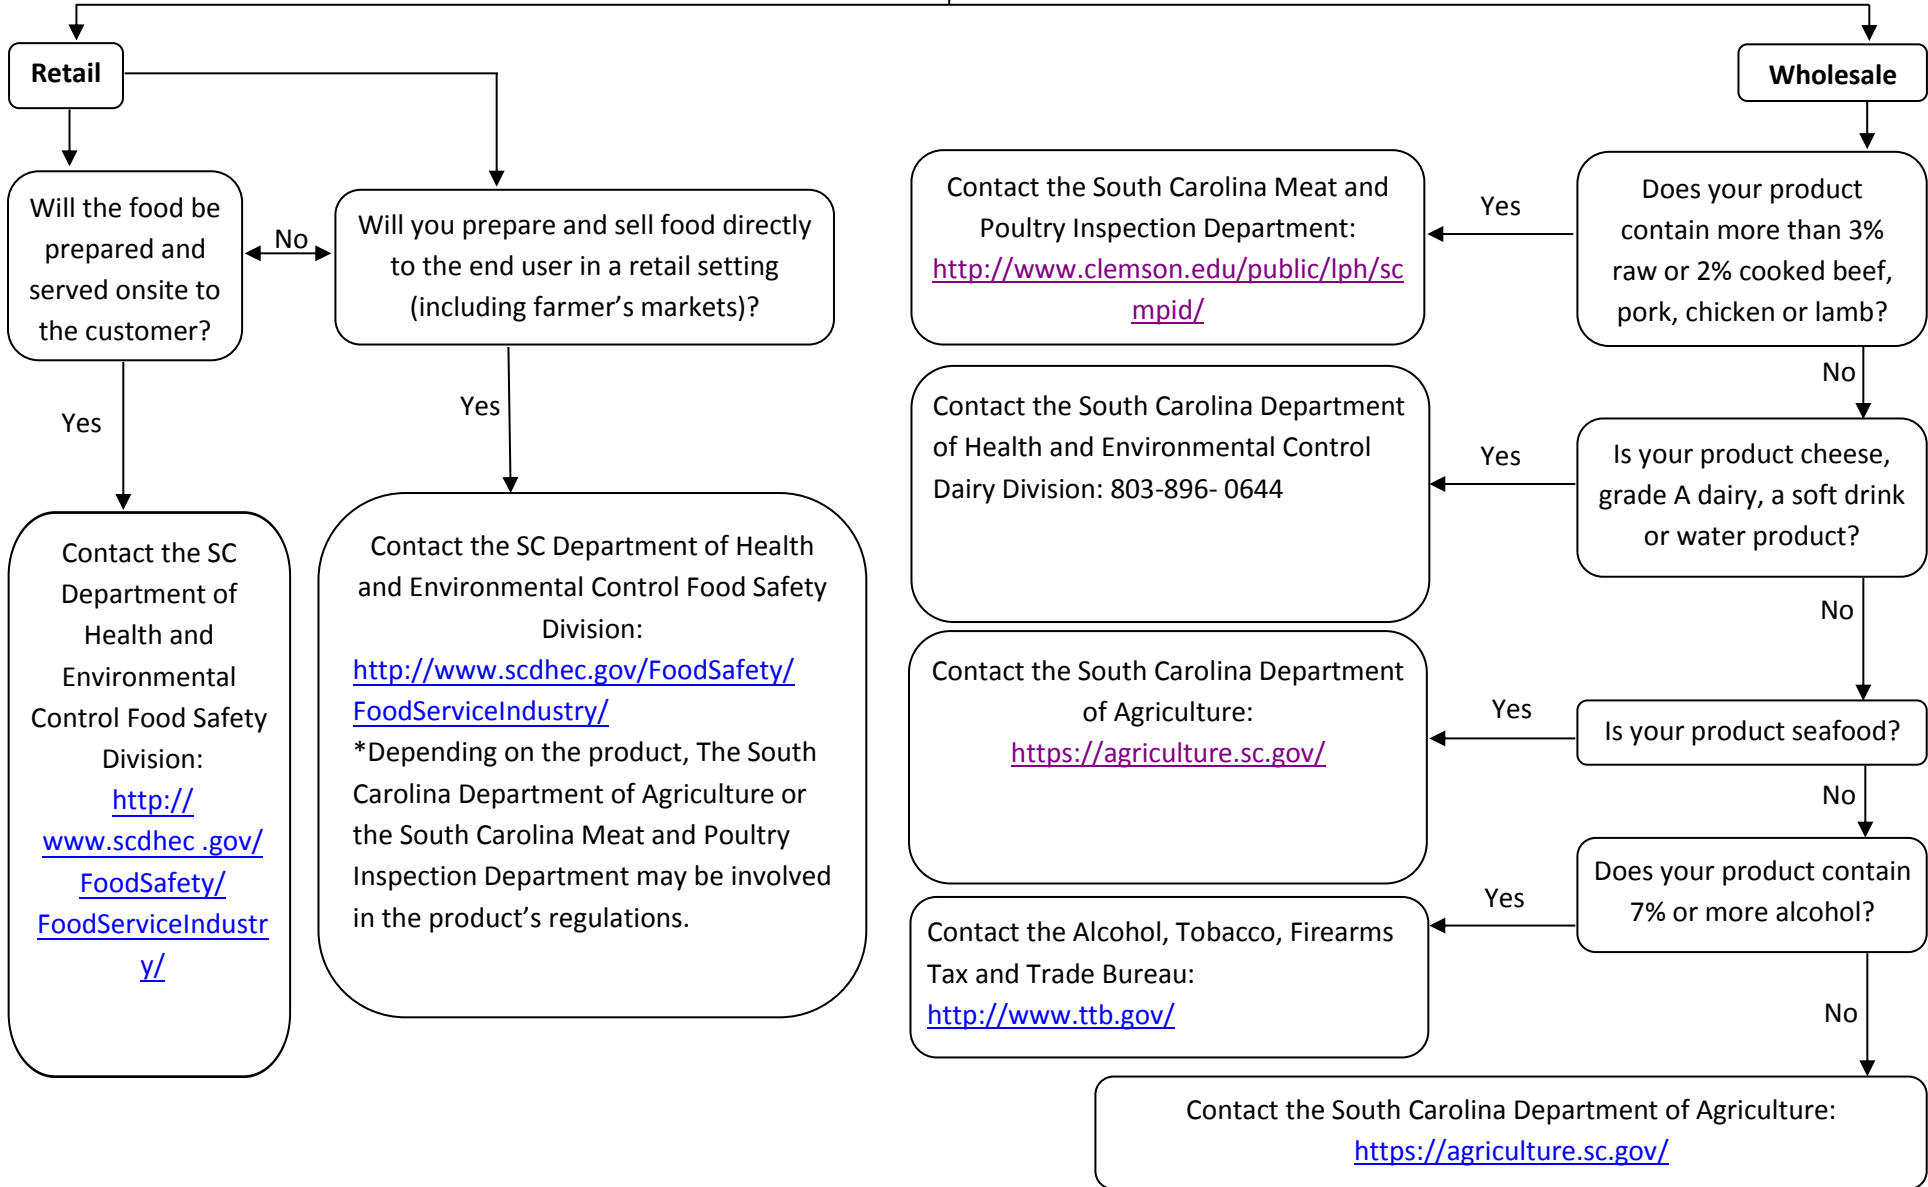 Retail
Will the food be
prepared and
served onsite to
the customer?
No
Will you prepare and sell food directly
to the end user in a retail setting
(including farmer’s markets)?
Yes
Yes
Contact the SC
Department of
Health and
Environmental
Control Food Safety
Division:
http://
www.scdhec .gov/
FoodSafety/
FoodServiceIndustr
y/
Contact the SC Department of Health
and Environmental Control Food Safety
Division:
http://www.scdhec.gov/FoodSafety/
FoodServiceIndustry/
*Depending on the product, The South
Carolina Department of Agriculture or
the South Carolina Meat and Poultry
Inspection Department may be involved
in the product’s regulations.
Wholesale
Does your product
contain more than 3%
raw or 2% cooked beef,
pork, chicken or lamb?
Yes
Contact the South Carolina Meat and
Poultry Inspection Department:
http://www.clemson.edu/public/lph/sc
mpid/
No
Is your product cheese,
grade A dairy, a soft drink
or water product?
Yes
Contact the South Carolina Department
of Health and Environmental Control
Dairy Division: 803-896- 0644
No
Is your product seafood?
Yes
Contact the South Carolina Department
of Agriculture:
https://agriculture.sc.gov/
No
Does your product contain
7% or more alcohol?
Yes
Contact the Alcohol, Tobacco, Firearms
Tax and Trade Bureau:
http://www.ttb.gov/
No
Contact the South Carolina Department of Agriculture:
https://agriculture.sc.gov/